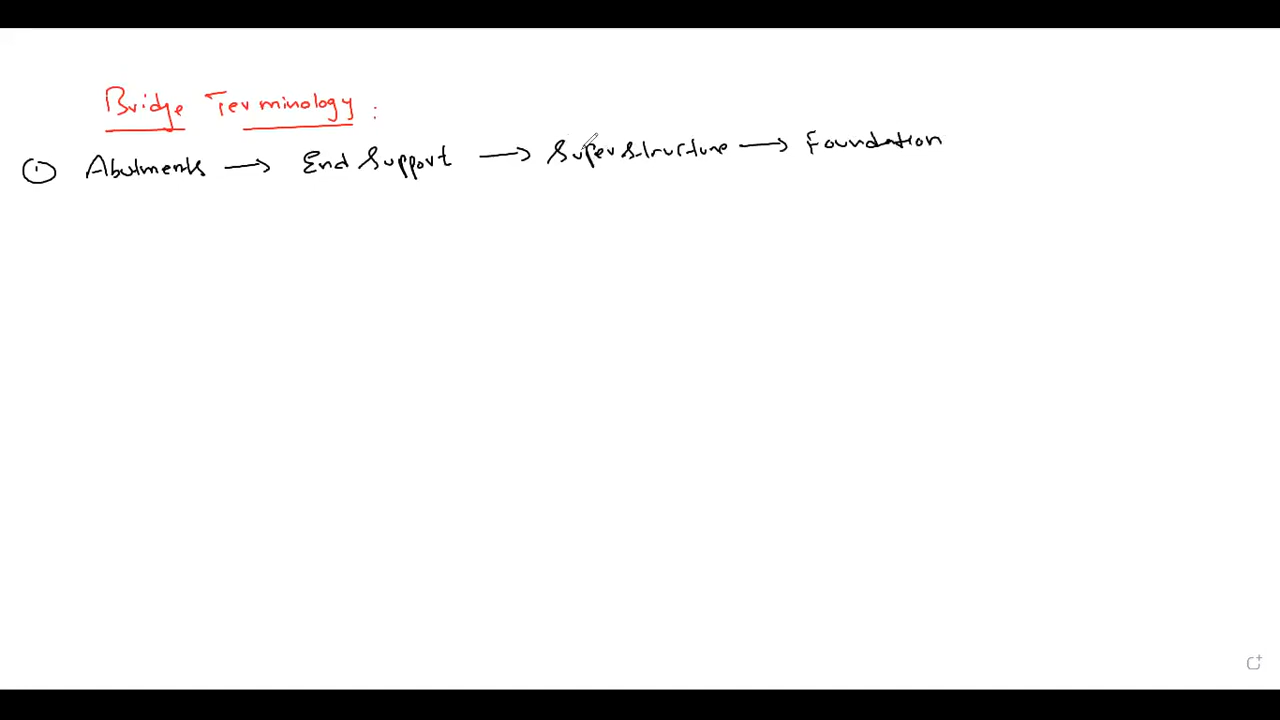 Bridge Terminology :
① Abutments → End Support → Superstructure → Foundation